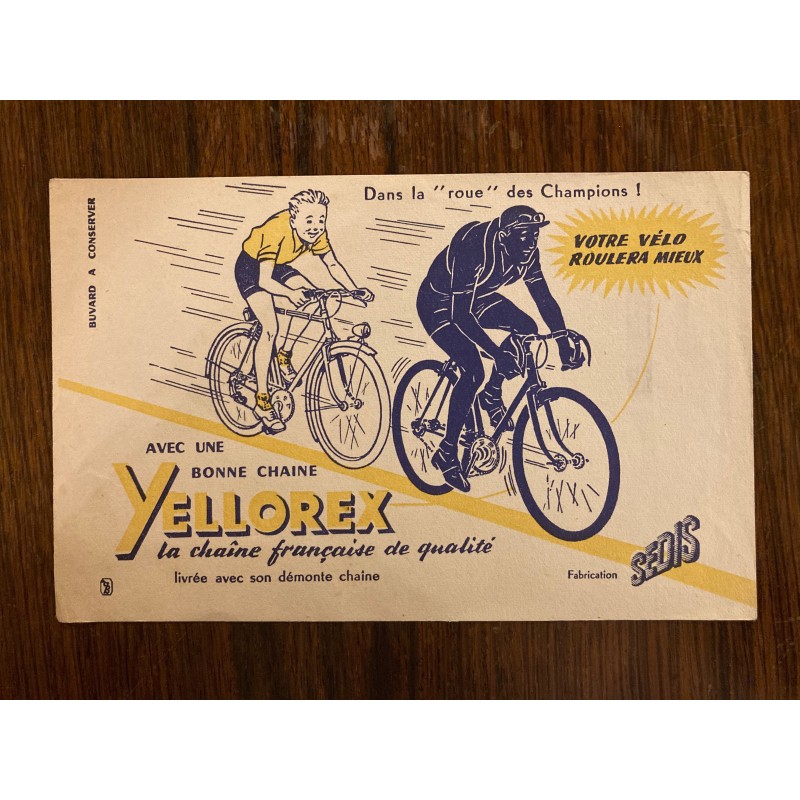 BUVARD A CONSERVER
Dans la "roue" des Champions !
VOTRE VÉLO
ROULERA MIEUX
AVEC UNE
BONNE CHAINE
YELLOREX
la chaîne française de qualité
livrée avec son démonte chaine
Fabrication SEDIS